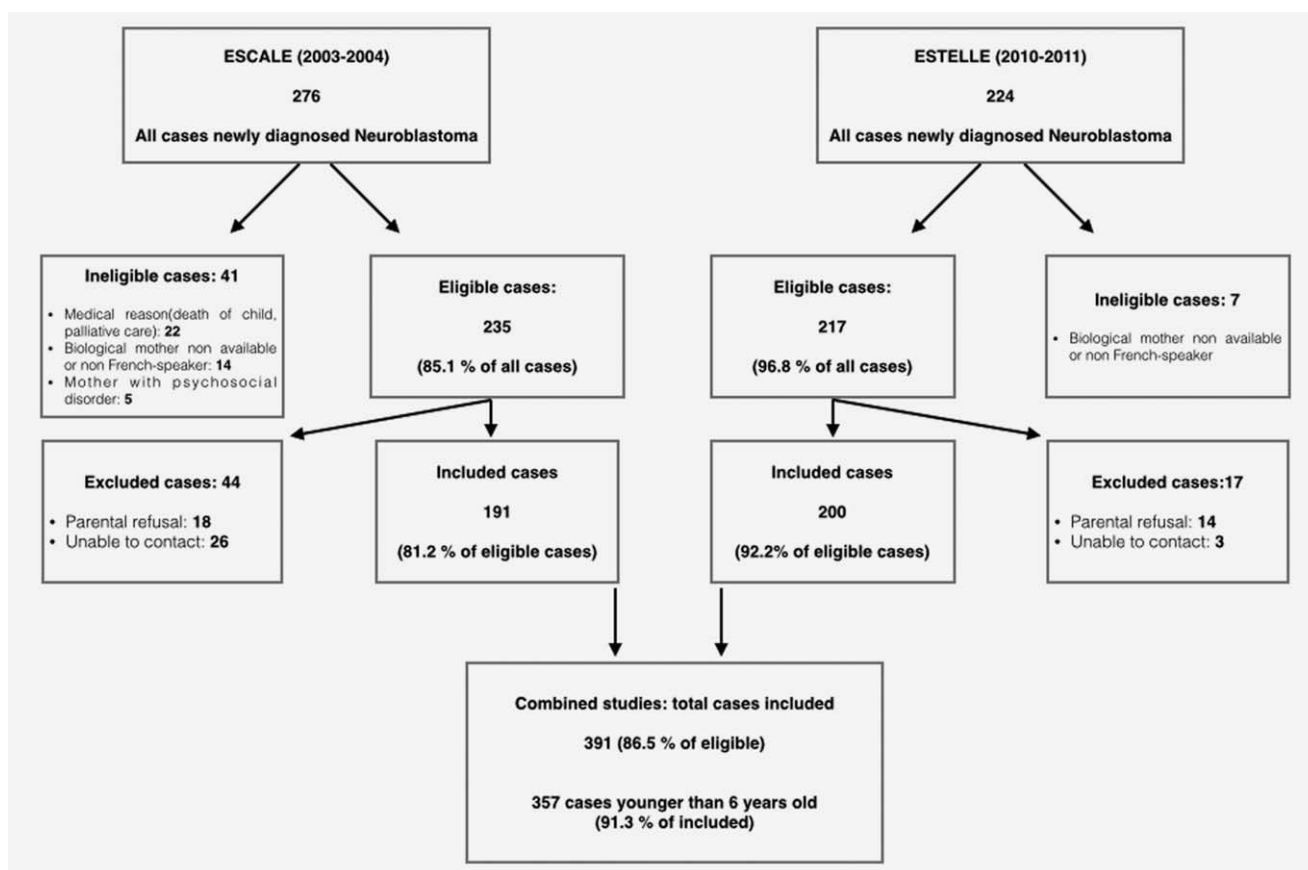 ESCALE (2003-2004)
276
All cases newly diagnosed Neuroblastoma
ESTELLE (2010-2011)
224
All cases newly diagnosed Neuroblastoma
Ineligible cases: 41
• Medical reason(death of child,
palliative care): 22
• Biological mother non available
or non French-speaker: 14
• Mother with psychosocial
disorder: 5
Eligible cases:
235
(85.1 % of all cases)
Eligible cases:
217
(96.8 % of all cases)
Ineligible cases: 7
• Biological mother non available
or non French-speaker
Excluded cases: 44
• Parental refusal: 18
• Unable to contact: 26
Included cases
191
(81.2 % of eligible cases)
Included cases
200
(92.2% of eligible cases)
Excluded cases:17
• Parental refusal: 14
• Unable to contact: 3
Combined studies: total cases included
391 (86.5 % of eligible)
357 cases younger than 6 years old
(91.3 % of included)